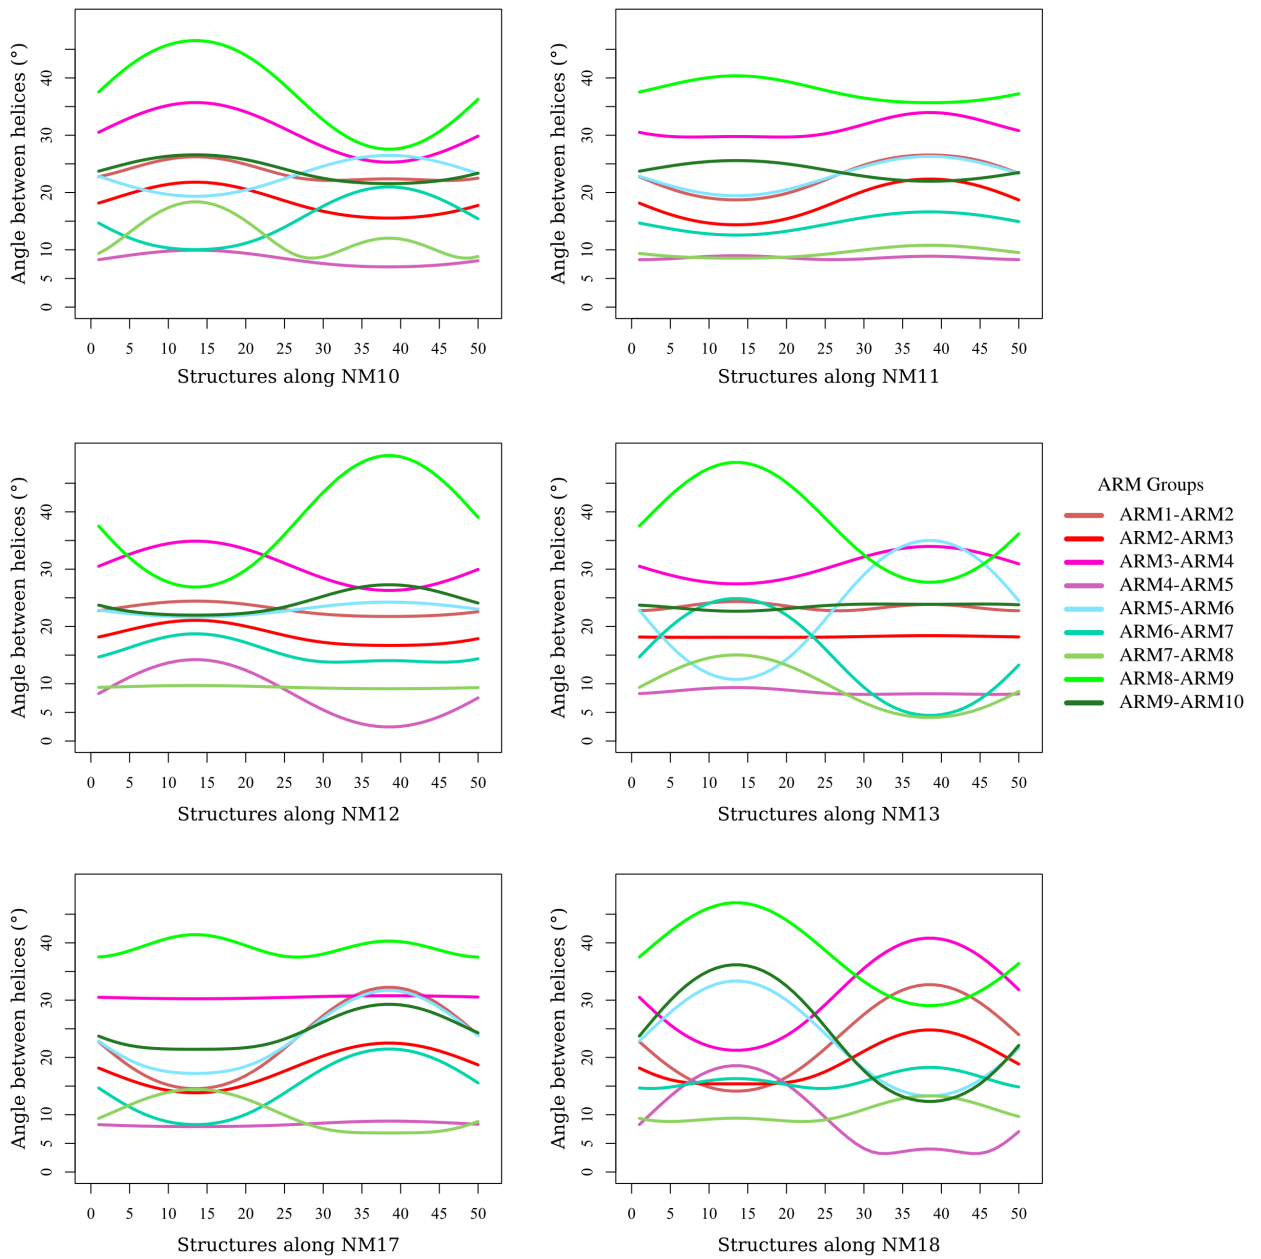 Angle between helices (°)
0 5 10 20 30 40
0 5 10 15 20 25 30 35 40 45 50
Structures along NM10
Angle between helices (°)
0 5 10 20 30 40
0 5 10 15 20 25 30 35 40 45 50
Structures along NM11
Angle between helices (°)
0 5 10 20 30 40
0 5 10 15 20 25 30 35 40 45 50
Structures along NM12
Angle between helices (°)
0 5 10 20 30 40
0 5 10 15 20 25 30 35 40 45 50
Structures along NM13
ARM Groups
ARM1-ARM2
ARM2-ARM3
ARM3-ARM4
ARM4-ARM5
ARM5-ARM6
ARM6-ARM7
ARM7-ARM8
ARM8-ARM9
ARM9-ARM10
Angle between helices (°)
0 5 10 20 30 40
0 5 10 15 20 25 30 35 40 45 50
Structures along NM17
Angle between helices (°)
0 5 10 20 30 40
0 5 10 15 20 25 30 35 40 45 50
Structures along NM18